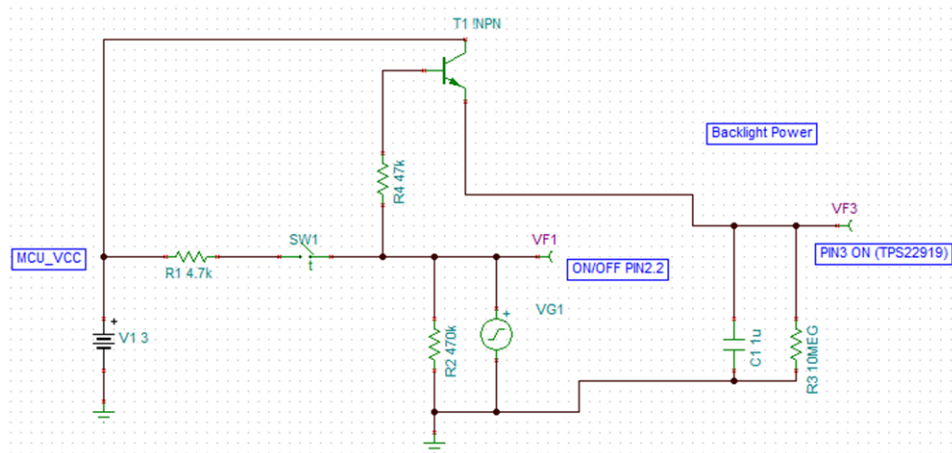 T1 !NPN
Backlight Power
R4 47k
VF3
SW1
VF1
MCU_VCC
PIN3 ON (TPS22919)
R1 4.7k
t
ON/OFF PIN2.2
VG1
+
+
V1 3
R2 470k
C1 1u
R3 10MEG